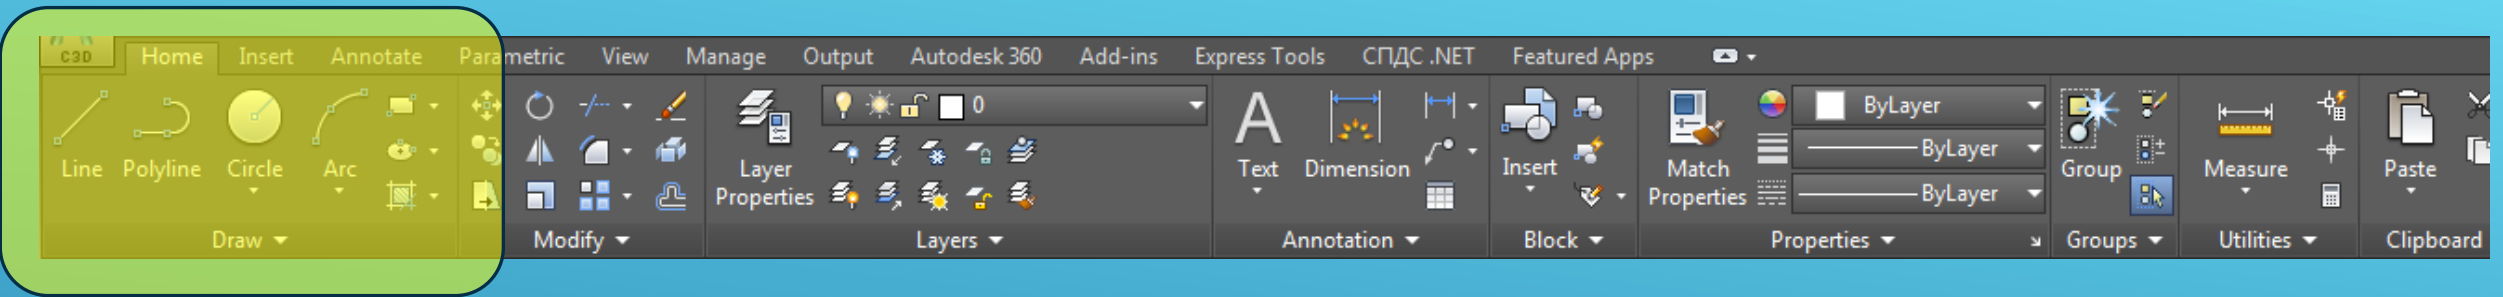 C3D
Home Insert Annotate Parametric View Manage Output Autodesk 360 Add-ins Express Tools СПДС .NET Featured Apps
0 ByLayer
ByLayer
Line Polyline Circle Arc Layer Properties Text Dimension Insert Match Properties Group Measure Paste
ByLayer
Draw Modify Layers Annotation Block Properties Groups Utilities Clipboard